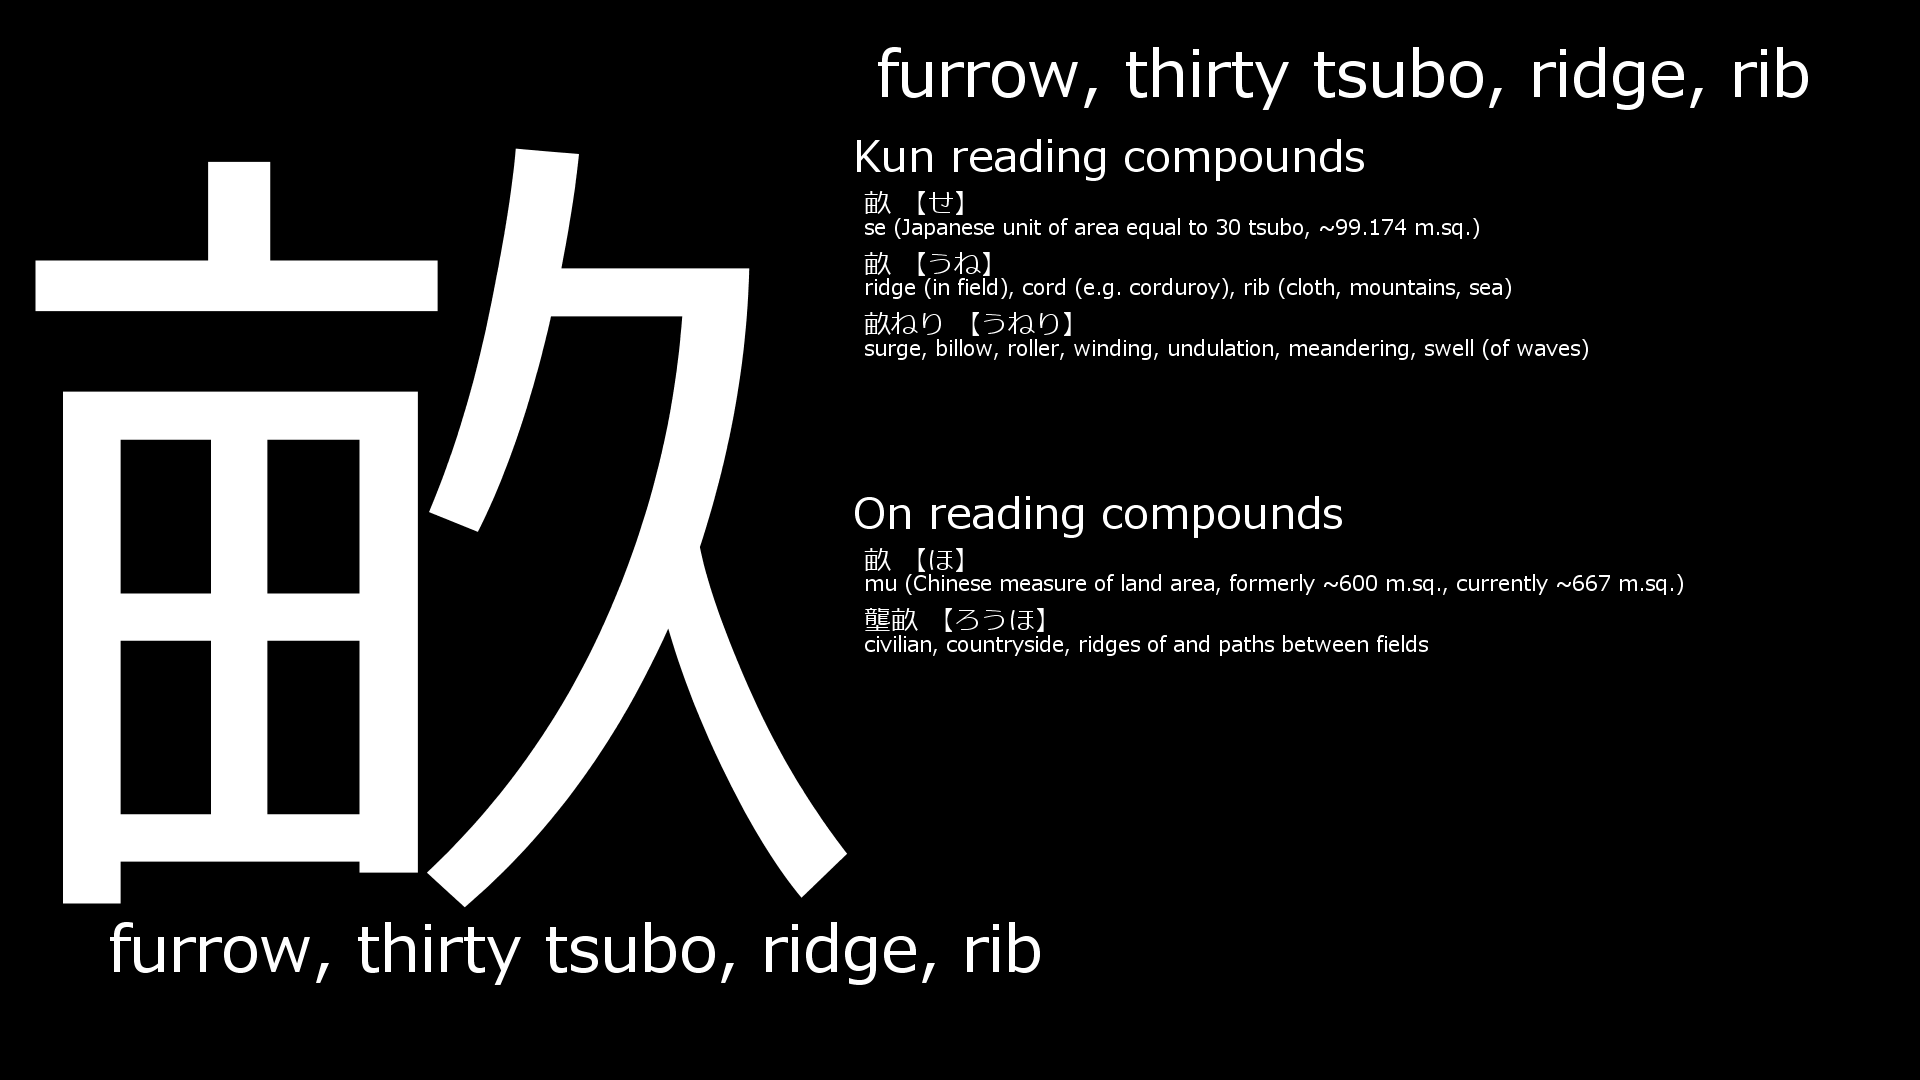 畝
furrow, thirty tsubo, ridge, rib
furrow, thirty tsubo, ridge, rib
Kun reading compounds
畝 【せ】
se (Japanese unit of area equal to 30 tsubo, ~99.174 m.sq.)
畝 【うね】
ridge (in field), cord (e.g. corduroy), rib (cloth, mountains, sea)
畝ねり 【うねり】
surge, billow, roller, winding, undulation, meandering, swell (of waves)
On reading compounds
畝 【ほ】
mu (Chinese measure of land area, formerly ~600 m.sq., currently ~667 m.sq.)
壟畝 【ろうほ】
civilian, countryside, ridges of and paths between fields